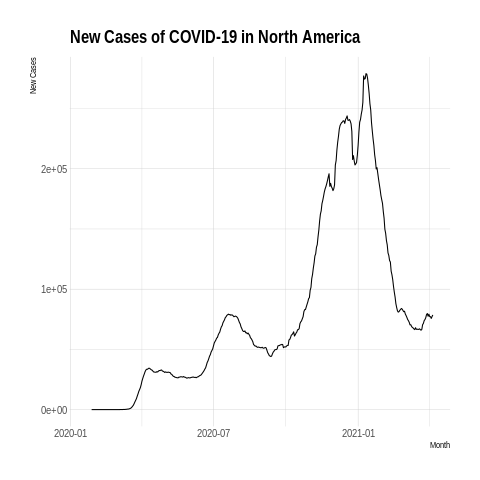 New Cases of COVID-19 in North America
New Cases
2e+05
1e+05
0e+00
2020-01 2020-07 2021-01
Month